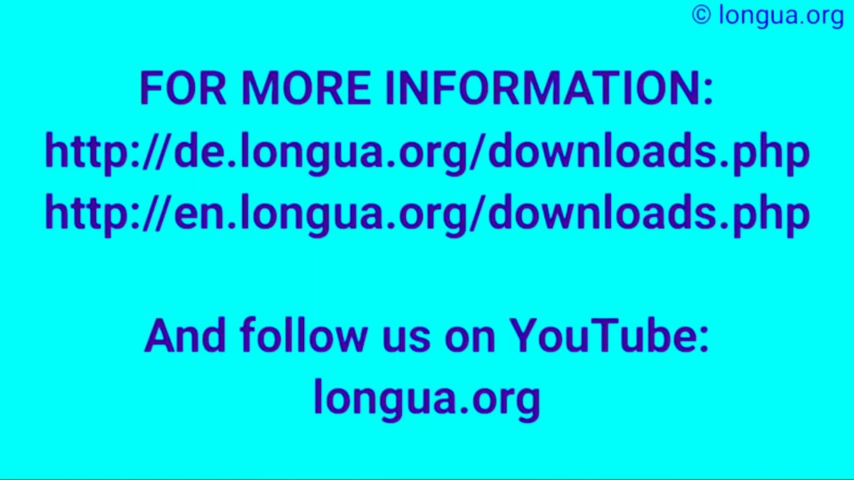 © longua.org
FOR MORE INFORMATION:
http://de.longua.org/downloads.php
http://en.longua.org/downloads.php
And follow us on YouTube:
longua.org